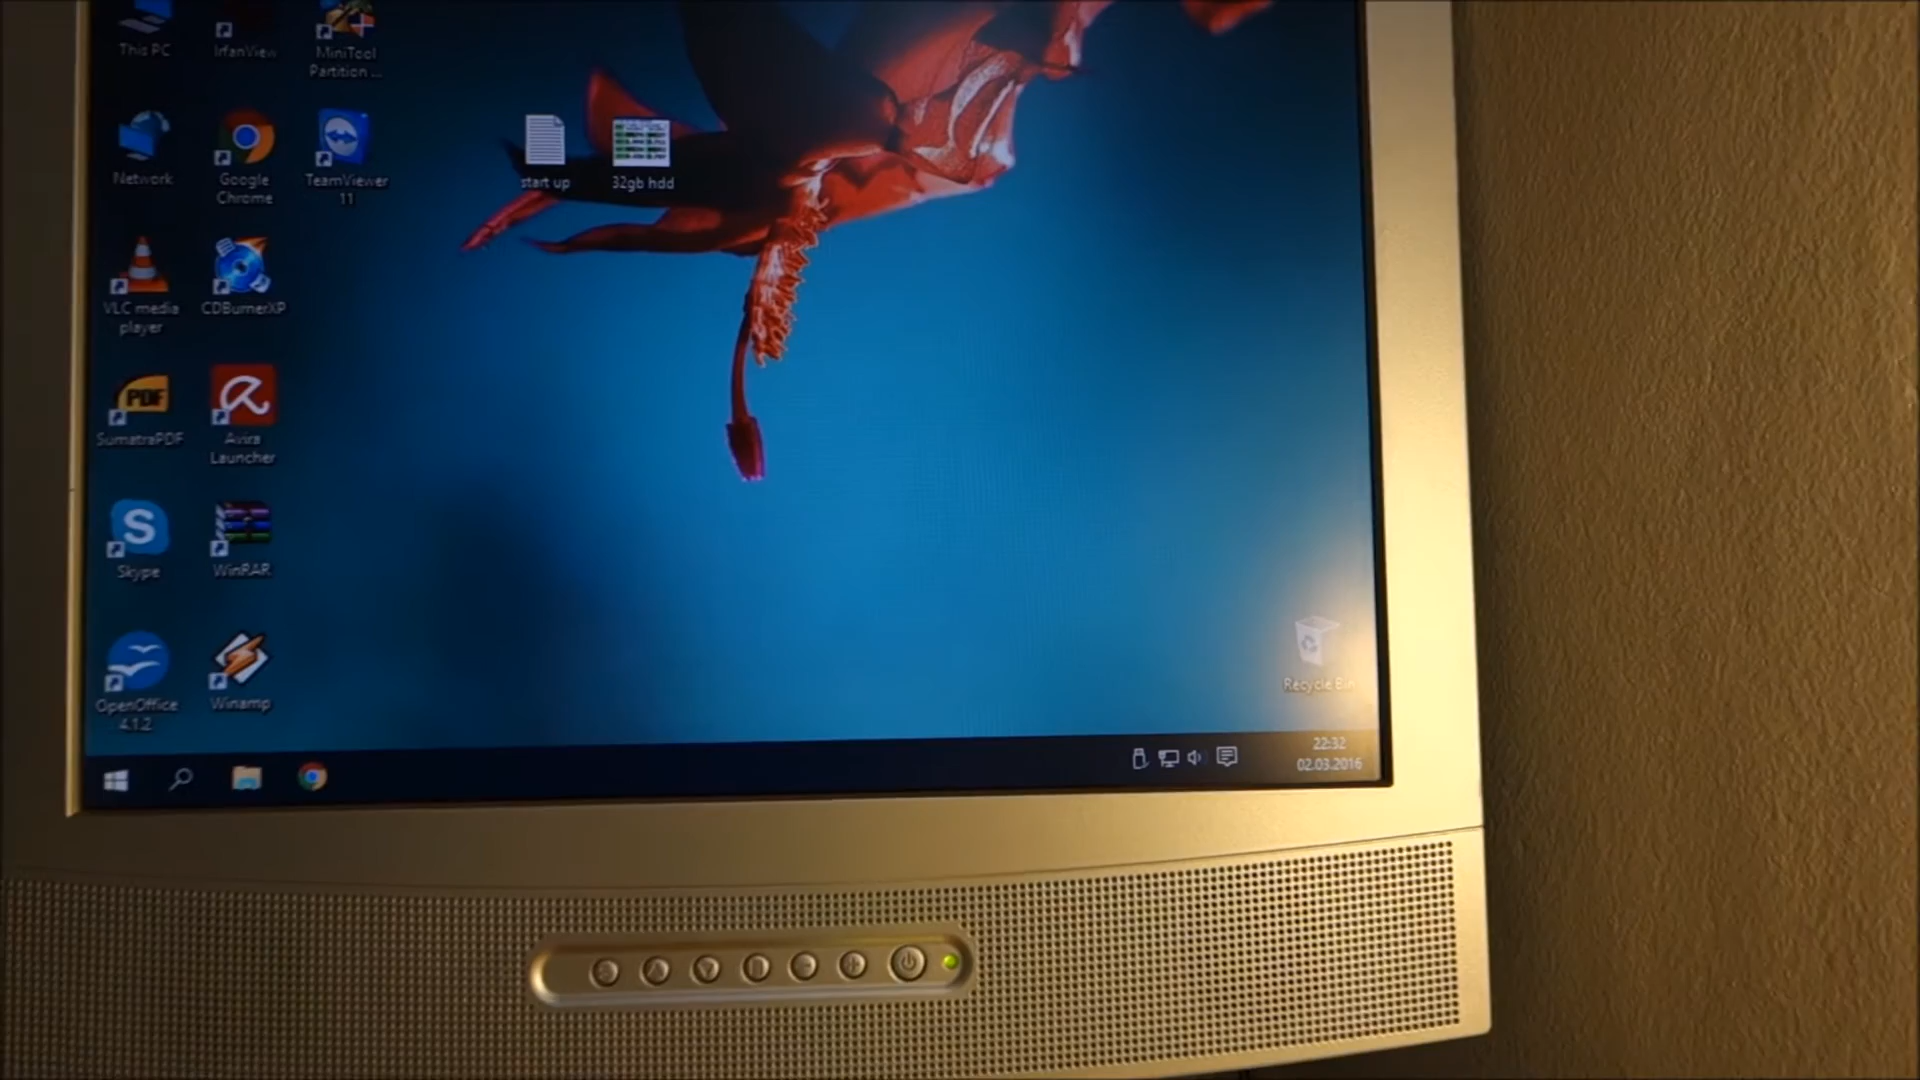 This PC
IrfanView
MiniTool
Partition ...
Network
Google
Chrome
TeamViewer
11
start up
32gb hdd
VLC media
player
CDBurnerXP
PDF
SumatraPDF
Avira
Launcher
S
Skype
WinRAR
OpenOffice
4.1.2
Winamp
Recycle Bin
22:32
02.03.2016